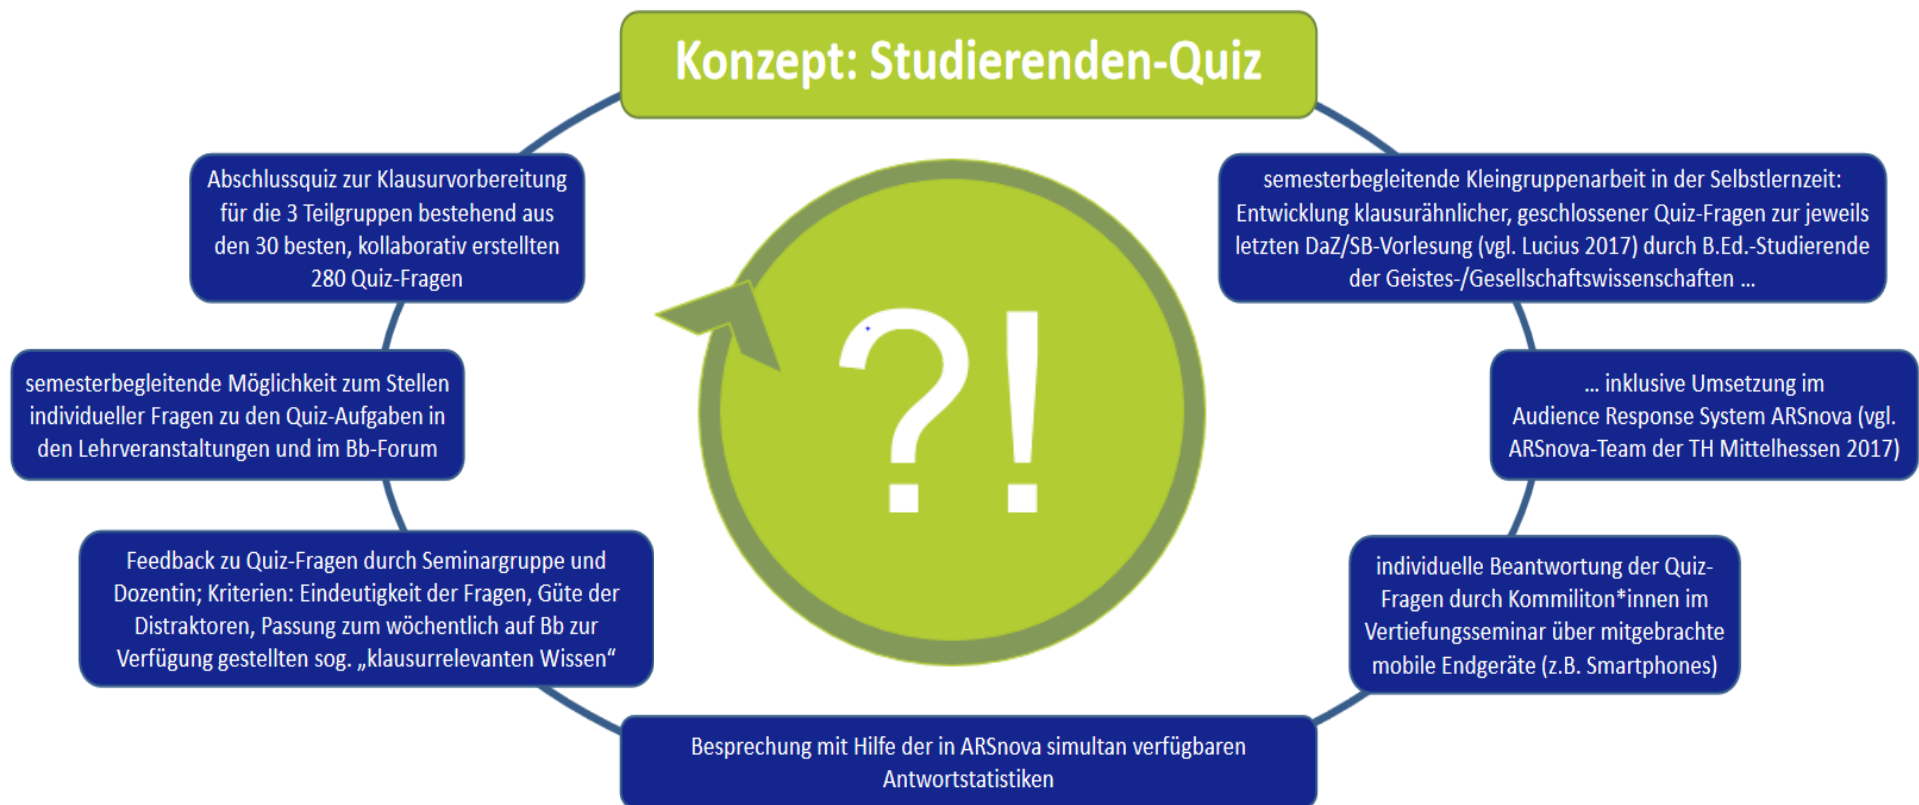 Konzept: Studierenden-Quiz
semesterbegleitende Kleingruppenarbeit in der Selbstlernzeit:
Entwicklung klausurähnlicher, geschlossener Quiz-Fragen zur jeweils
letzten DaZ/SB-Vorlesung (vgl. Lucius 2017) durch B.Ed.-Studierende
der Geistes-/Gesellschaftswissenschaften ...
... inklusive Umsetzung im
Audience Response System ARSnova (vgl.
ARSnova-Team der TH Mittelhessen 2017)
individuelle Beantwortung der Quiz-
Fragen durch Kommiliton*innen im
Vertiefungsseminar über mitgebrachte
mobile Endgeräte (z.B. Smartphones)
Besprechung mit Hilfe der in ARSnova simultan verfügbaren
Antwortstatistiken
Feedback zu Quiz-Fragen durch Seminargruppe und
Dozentin; Kriterien: Eindeutigkeit der Fragen, Güte der
Distraktoren, Passung zum wöchentlich auf Bb zur
Verfügung gestellten sog. „klausurrelevanten Wissen“
semesterbegleitende Möglichkeit zum Stellen
individueller Fragen zu den Quiz-Aufgaben in
den Lehrveranstaltungen und im Bb-Forum
Abschlussquiz zur Klausurvorbereitung
für die 3 Teilgruppen bestehend aus
den 30 besten, kollaborativ erstellten
280 Quiz-Fragen
?!